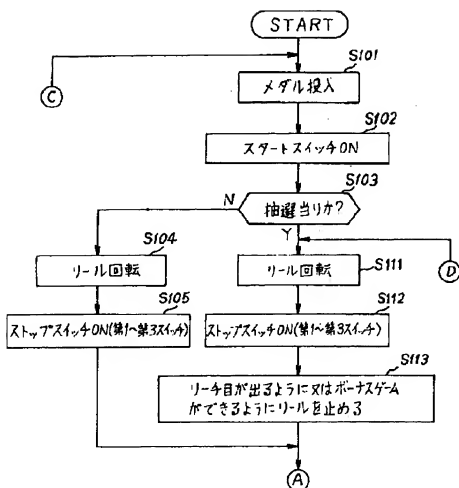 START
S101
メダル投入
C
S102
スタートスイッチON
S103
抽選当りか?
N
Y
D
S104
リール回転
S111
リール回転
S105
ストップスイッチON(第1~第3スイッチ)
S112
ストップスイッチON(第1~第3スイッチ)
S113
リーチ目が出るように又はボーナスゲーム
ができるようにリールを止める
A